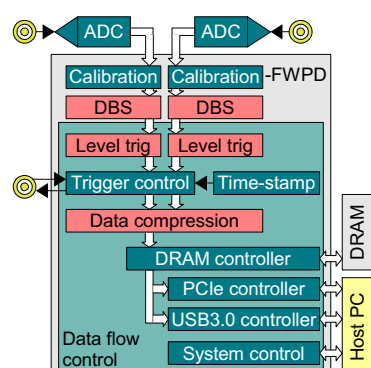 ADC ADC
Calibration Calibration -FWPD
DBS DBS
Level trig Level trig
Trigger control Time-stamp
Data compression
DRAM controller
DRAM
PCIe controller
USB3.0 controller
Host PC
Data flow
control
System control